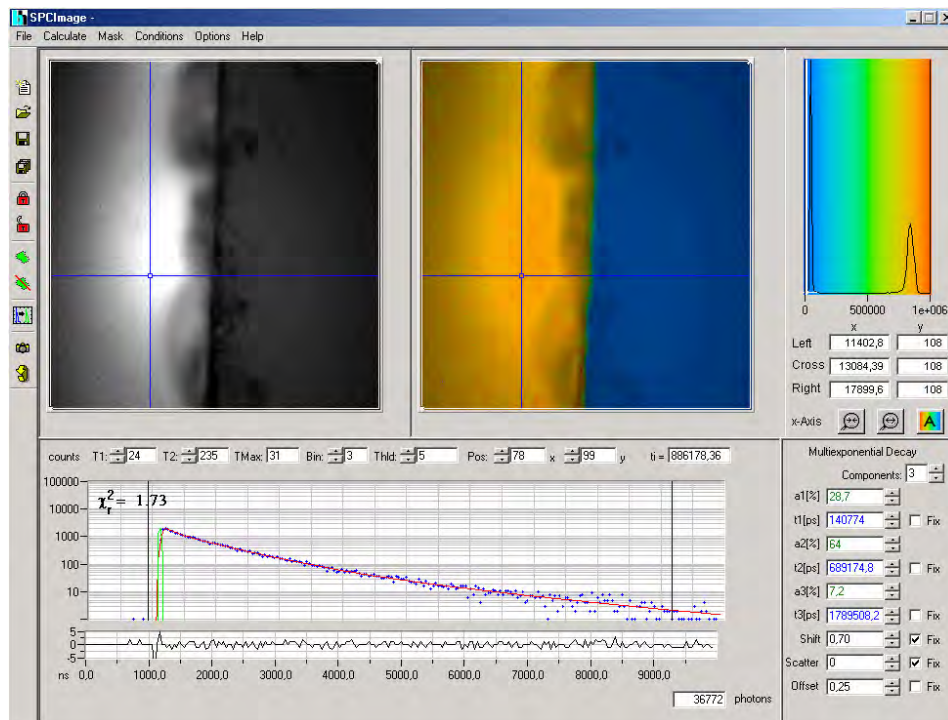 SPCImage -
File Calculate Mask Conditions Options Help
0 500000 1e+006
x y
Left 11402,8 108
Cross 13084,39 108
Right 17899,6 108
x-Axis A
counts T1: 24 T2: 235 TMax: 31 Bin: 3 Thld: 5 Pos: 78 x 99 y ti = 886178,36
100000
10000
1000
100
10
χr²= 1.73
5
0
-5
ns 0,0 1000,0 2000,0 3000,0 4000,0 5000,0 6000,0 7000,0 8000,0 9000,0
36772 photons
Multiexponential Decay
Components: 3
a1[%] 28,7
t1[ps] 140774 Fix
a2[%] 64
t2[ps] 689174,8 Fix
a3[%] 7,2
t3[ps] 1789508,2 Fix
Shift 0,70 Fix
Scatter 0 Fix
Offset 0,25 Fix